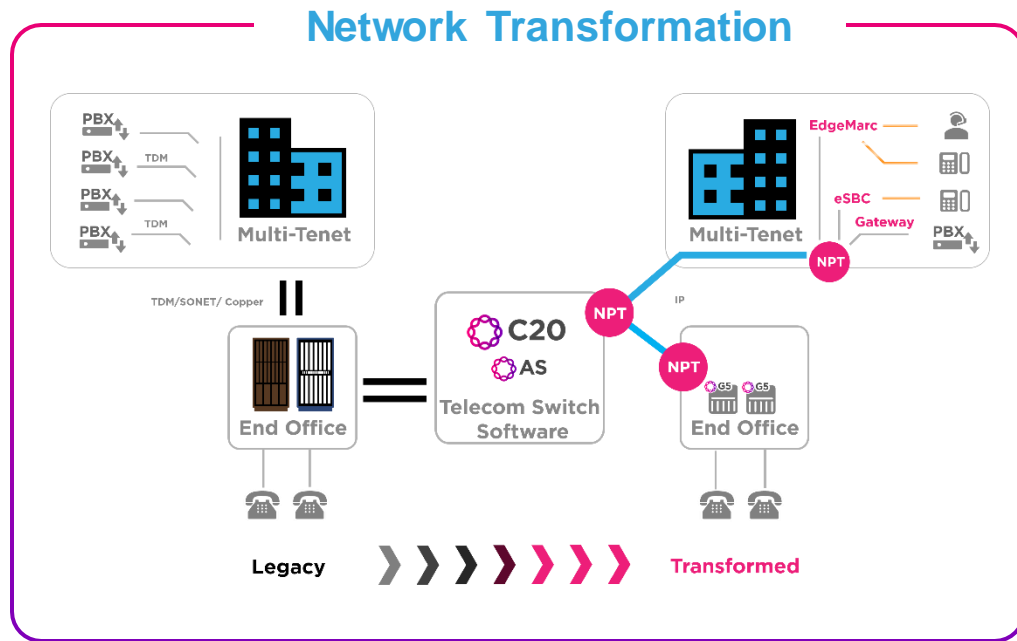 Network Transformation
PBX
PBX
TDM
PBX
PBX
TDM
Multi-Tenet
EdgeMarc
eSBC
Gateway
PBX
Multi-Tenet
NPT
TDM/SONET/ Copper
IP
NPT
C20
AS
Telecom Switch
Software
NPT
G5
G5
End Office
End Office
Legacy
Transformed